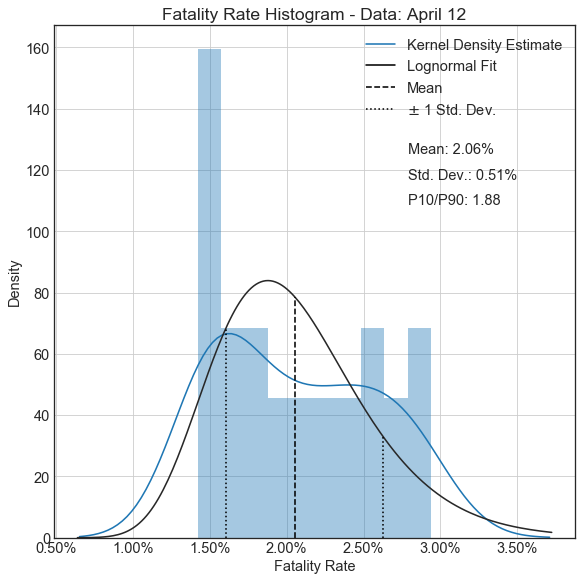 Fatality Rate Histogram - Data: April 12
Kernel Density Estimate
Lognormal Fit
Mean
± 1 Std. Dev.
Mean: 2.06%
Std. Dev.: 0.51%
P10/P90: 1.88
160
140
120
100
80
60
40
20
0
Density
0.50% 1.00% 1.50% 2.00% 2.50% 3.00% 3.50%
Fatality Rate